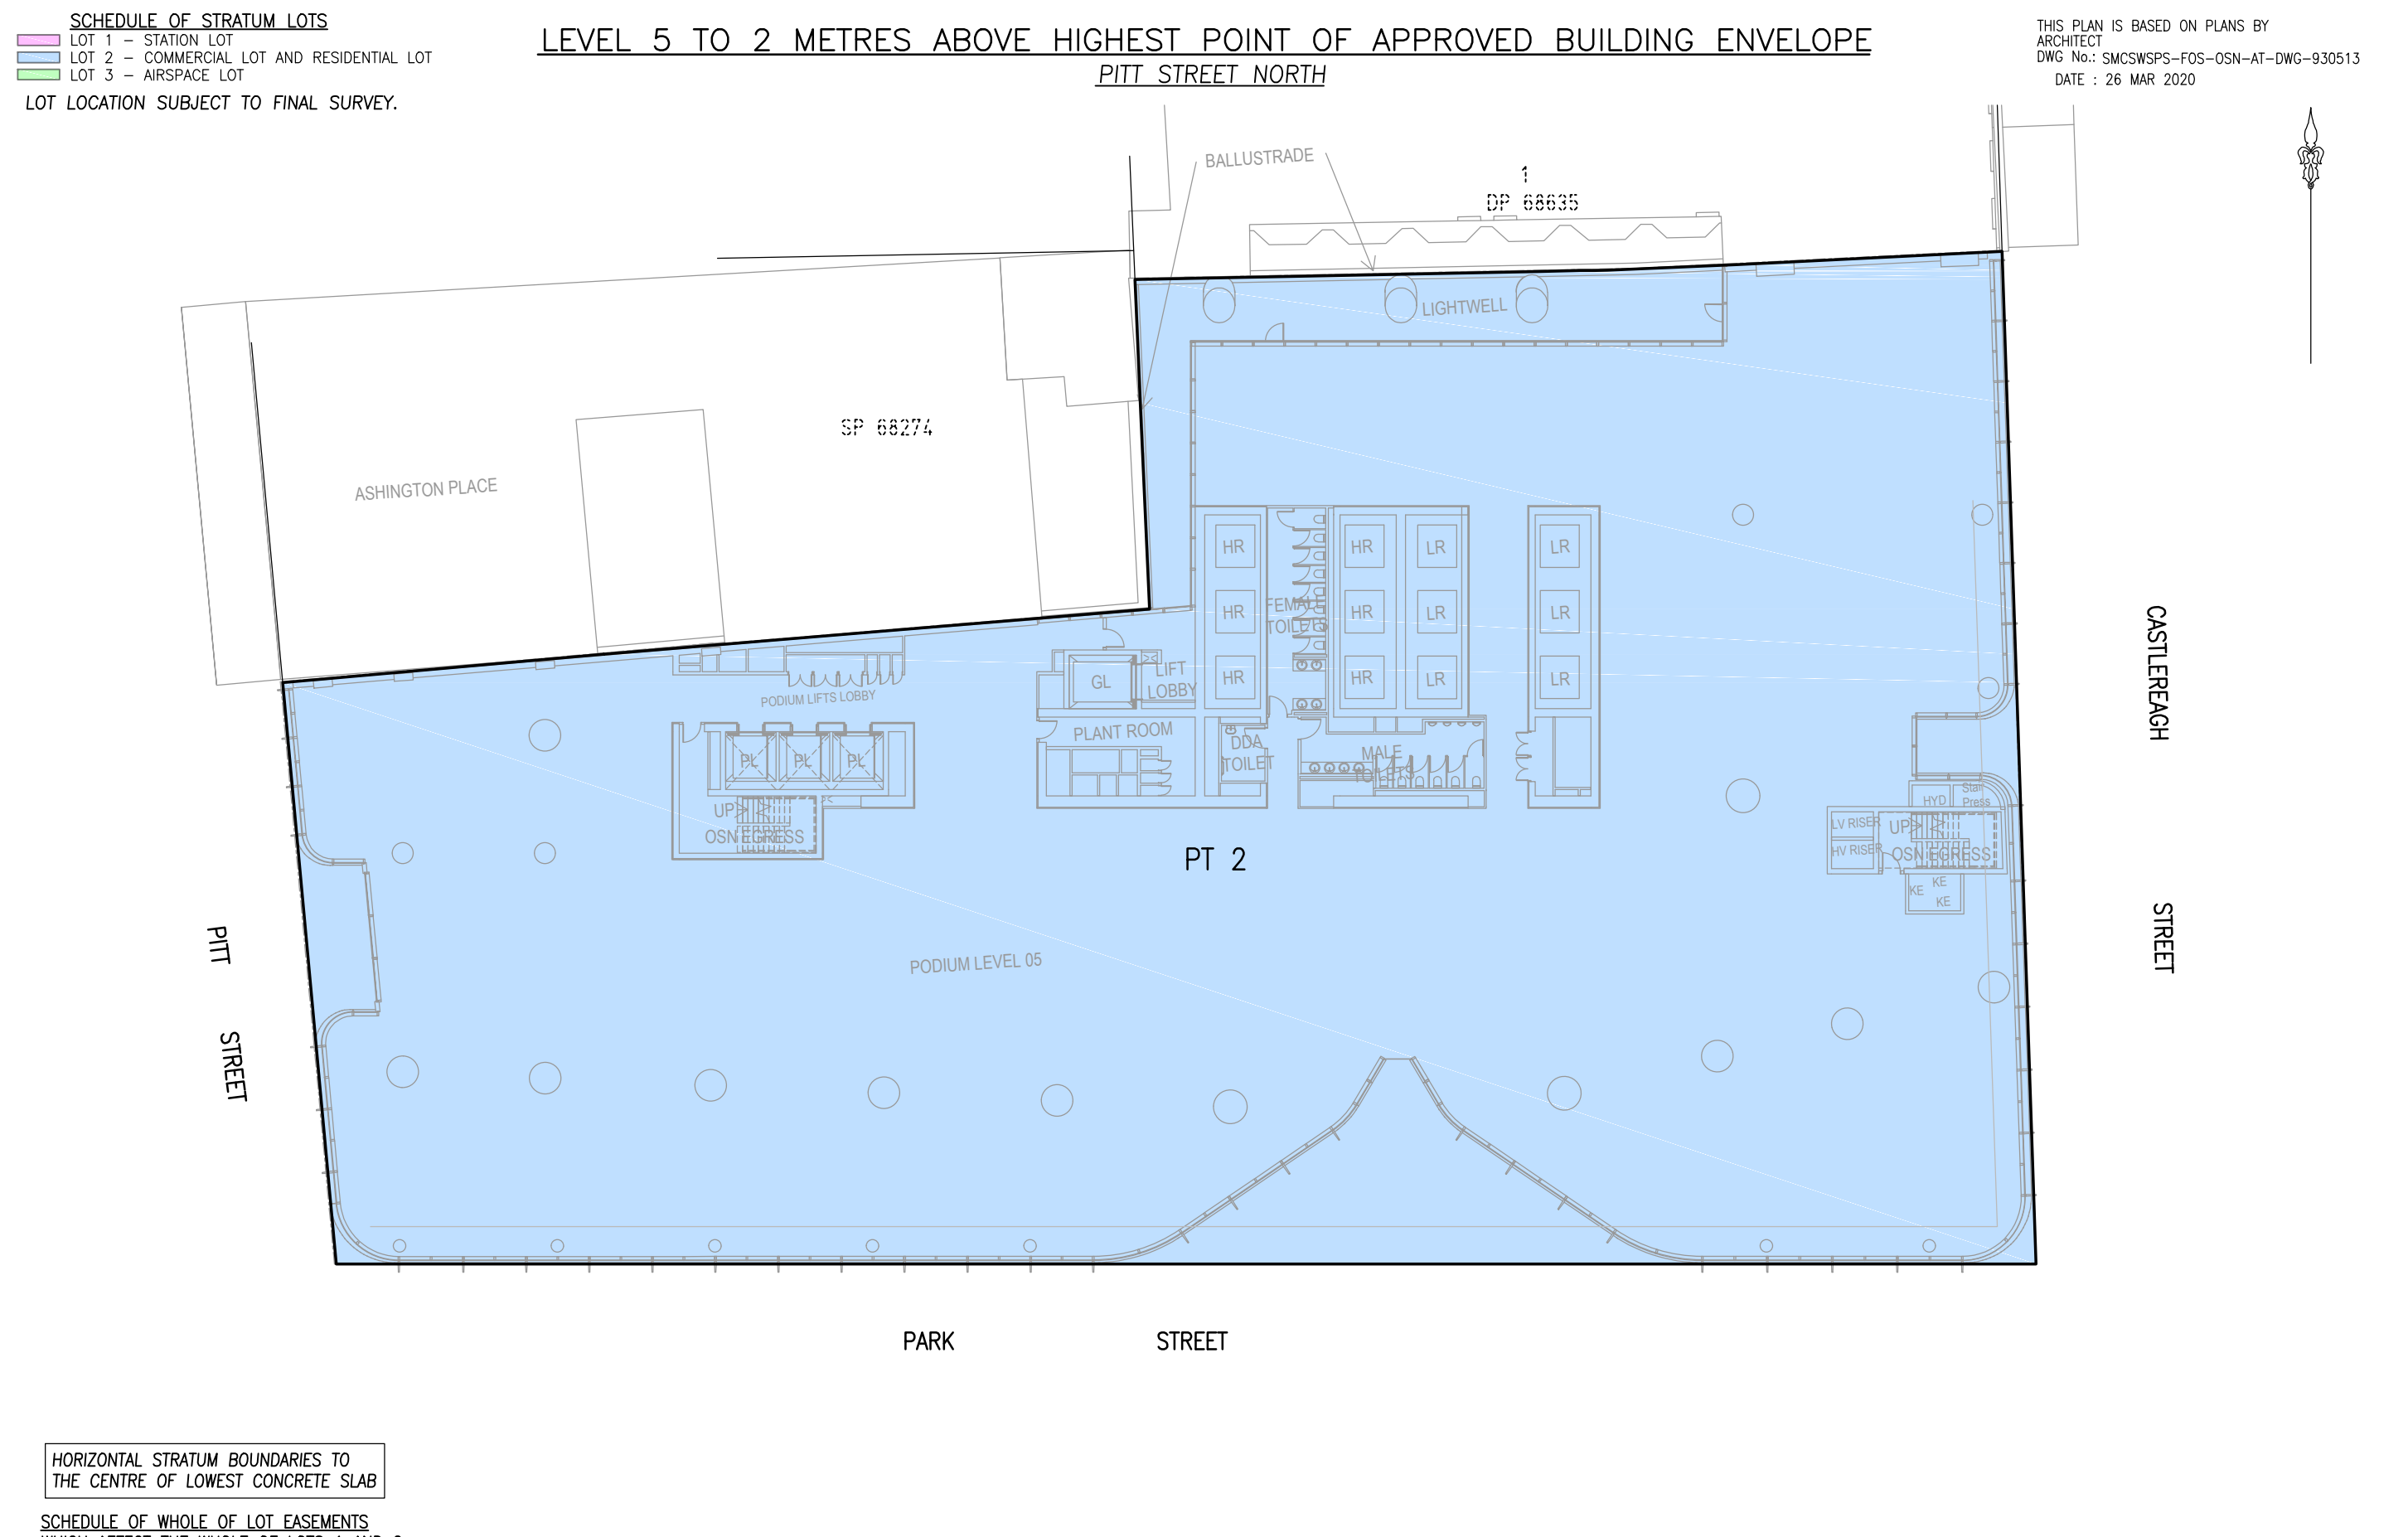 SCHEDULE OF STRATUM LOTS
LOT 1 - STATION LOT
LOT 2 - COMMERCIAL LOT AND RESIDENTIAL LOT
LOT 3 - AIRSPACE LOT
LOT LOCATION SUBJECT TO FINAL SURVEY.
LEVEL 5 TO 2 METRES ABOVE HIGHEST POINT OF APPROVED BUILDING ENVELOPE
PITT STREET NORTH
THIS PLAN IS BASED ON PLANS BY
ARCHITECT
DWG No.: SMCSWSPS-FOS-OSN-AT-DWG-930513
DATE : 26 MAR 2020
BALLUSTRADE
1
DP 68635
LIGHTWELL
SP 68274
ASHINGTON PLACE
HR
HR
LR
LR
HR
HR
LR
LR
HR
HR
LR
LR
FEMALE
TOILETS
LIFT
LOBBY
GL
PODIUM LIFTS LOBBY
PLANT ROOM
DDA
TOILET
MALE
TOILETS
PL
PL
PL
UP
OSN EGRESS
HYD
Stair
Press
LV RISER
HV RISER
UP
OSN EGRESS
KE
KE
KE
PT 2
PODIUM LEVEL 05
CASTLEREAGH
STREET
PITT
STREET
PARK STREET
HORIZONTAL STRATUM BOUNDARIES TO
THE CENTRE OF LOWEST CONCRETE SLAB
SCHEDULE OF WHOLE OF LOT EASEMENTS